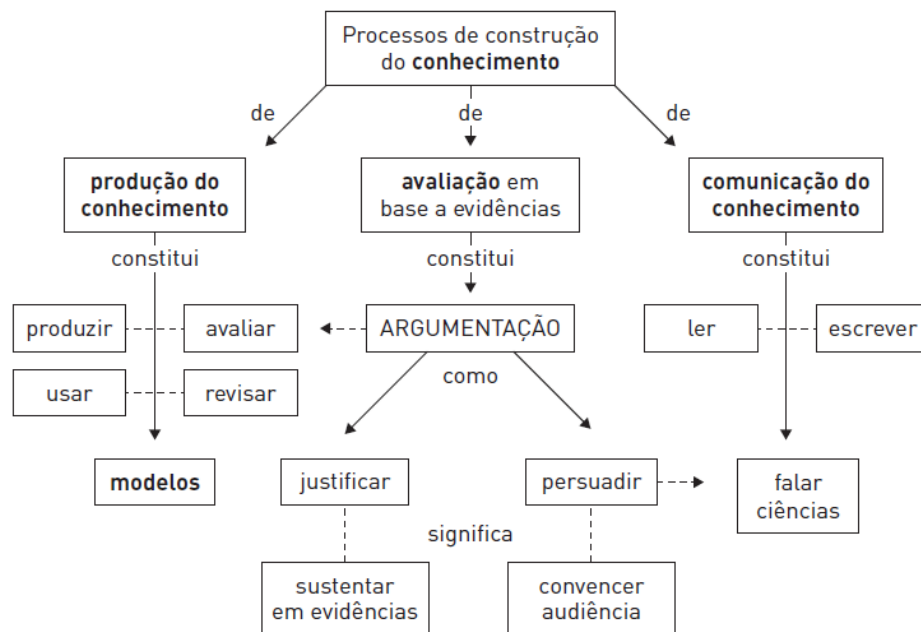 Processos de construção
do conhecimento
de
de
de
produção do
conhecimento
avaliação em
base a evidências
comunicação do
conhecimento
constitui
constitui
constitui
produzir
avaliar
ARGUMENTAÇÃO
ler
escrever
usar
revisar
como
modelos
justificar
persuadir
falar
ciências
significa
sustentar
em evidências
convencer
audiência